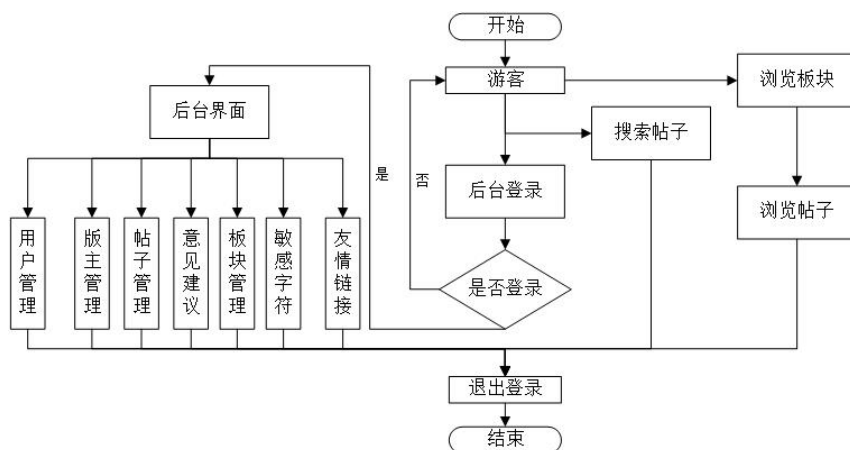 开始
游客
浏览板块
后台界面
搜索帖子
是
否
后台登录
浏览帖子
用户管理
版主管理
帖子管理
意见建议
板块管理
敏感字符
友情链接
是否登录
退出登录
结束